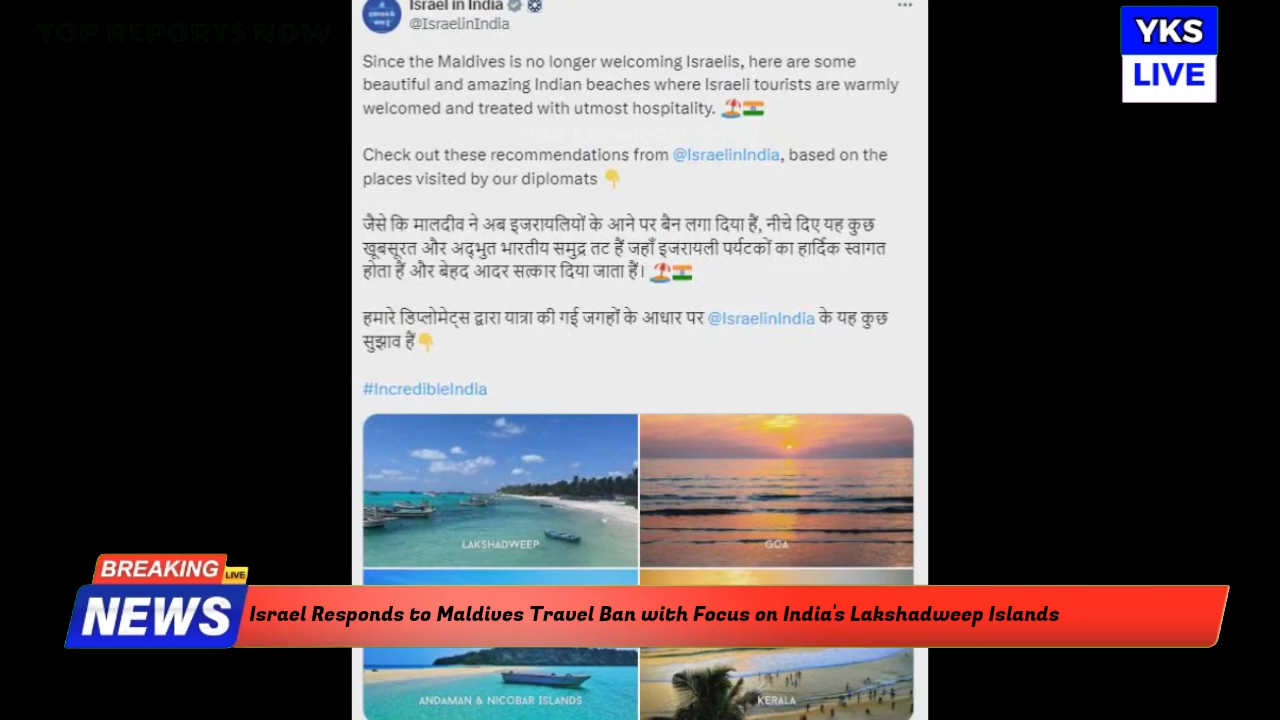 TOP REPORTS NOW
Israel in India
@IsraelinIndia
YKS
LIVE
Since the Maldives is no longer welcoming Israelis, here are some
beautiful and amazing Indian beaches where Israeli tourists are warmly
welcomed and treated with utmost hospitality. 🏖️🇮🇳
Check out these recommendations from @IsraelinIndia, based on the
places visited by our diplomats 👇
जैसे कि मालदीव ने अब इजरायलियों के आने पर बैन लगा दिया हैं, नीचे दिए यह कुछ
खूबसूरत और अद्भुत भारतीय समुद्र तट हैं जहाँ इजरायली पर्यटकों का हार्दिक स्वागत
होता हैं और बेहद आदर सत्कार दिया जाता हैं। 🏖️🇮🇳
हमारे डिप्लोमेट्स द्वारा यात्रा की गई जगहों के आधार पर @IsraelinIndia के यह कुछ
सुझाव हैं👇
#IncredibleIndia
LAKSHADWEEP
GOA
BREAKING
LIVE
NEWS
Israel Responds to Maldives Travel Ban with Focus on India's Lakshadweep Islands
ANDAMAN & NICOBAR ISLANDS
KERALA